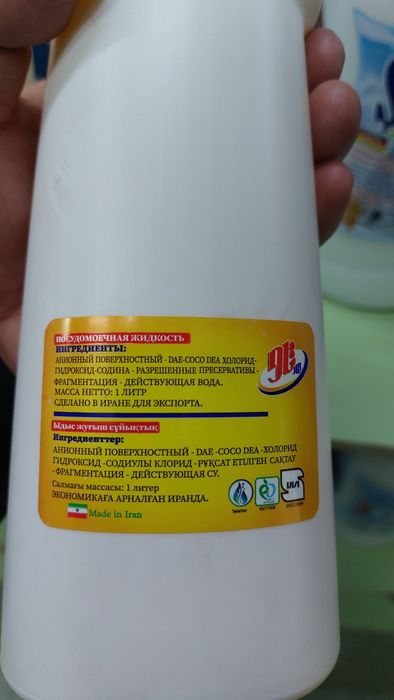 ПОСУДОМОЕЧНАЯ ЖИДКОСТЬ
ИНГРЕДИЕНТЫ:
АНИОННЫЙ ПОВЕРХНОСТНЫЙ - DAE-COCO DEA ХОЛОРИД-
ГИДРОКСИД-СОДИНА - РАЗРЕШЕННЫЕ ПРЕСЕРВАТИВЫ -
ФРАГМЕНТАЦИЯ - ДЕЙСТВУЮЩАЯ ВОДА.
МАССА НЕТТО: 1 ЛИТР
СДЕЛАНО В ИРАНЕ ДЛЯ ЭКСПОРТА.
Ыдыс жуғыш сұйықтық
Ингредиенттер:
АНИОННЫЙ ПОВЕРХНОСТНЫЙ - DAE -COCO DEA -ХОЛОРИД
ГИДРОКСИД -СОДИУЛЫ КЛОРИД - РҰҚСАТ ЕТІЛГЕН САҚТАУ
- ФРАГМЕНТАЦИЯ - ДЕЙСТВУЮЩАЯ СУ.
Салмағы массасы: 1 литер
ЭКОНОМИКАҒА АРНАЛҒАН ИРАНДА.
Made in Iran